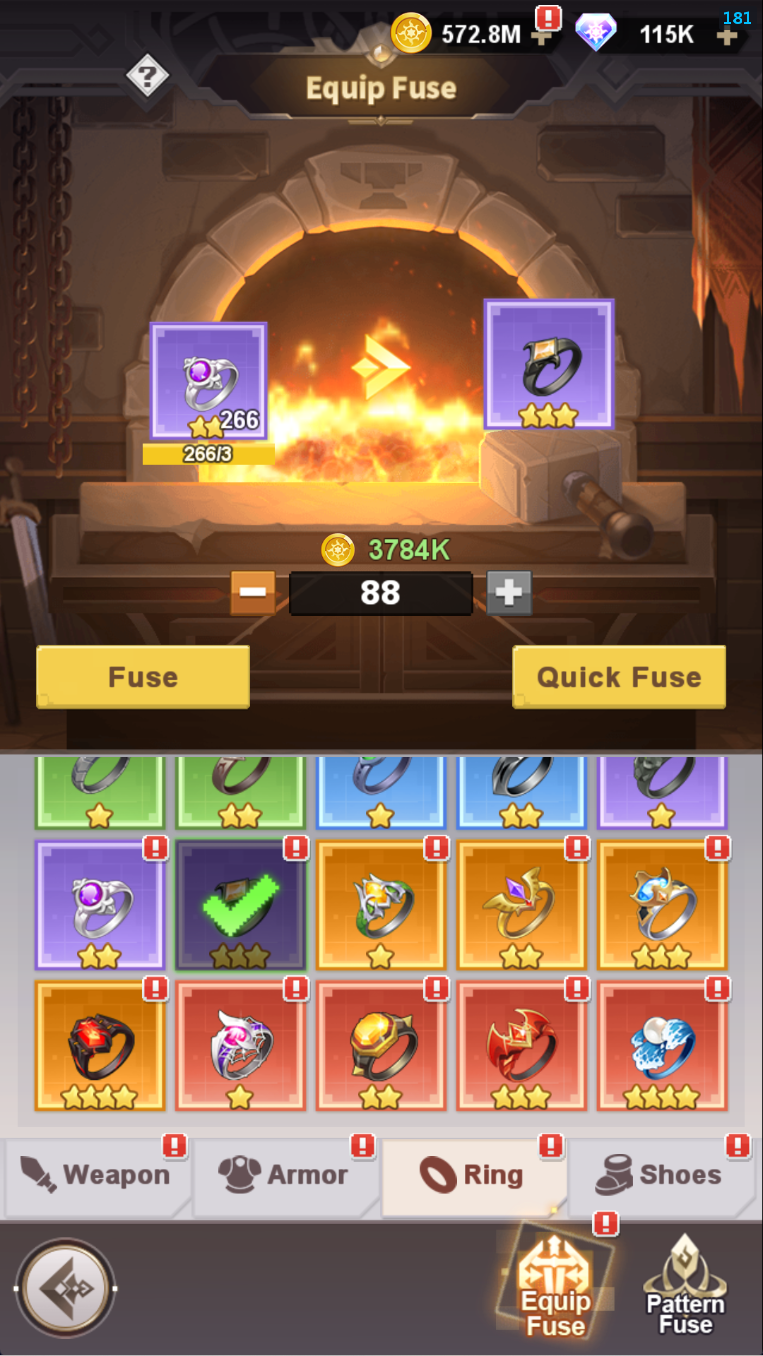 181
572.8M
115K
Equip Fuse
266
266/3
3784K
88
Fuse
Quick Fuse
Weapon
Armor
Ring
Shoes
Equip
Fuse
Pattern
Fuse